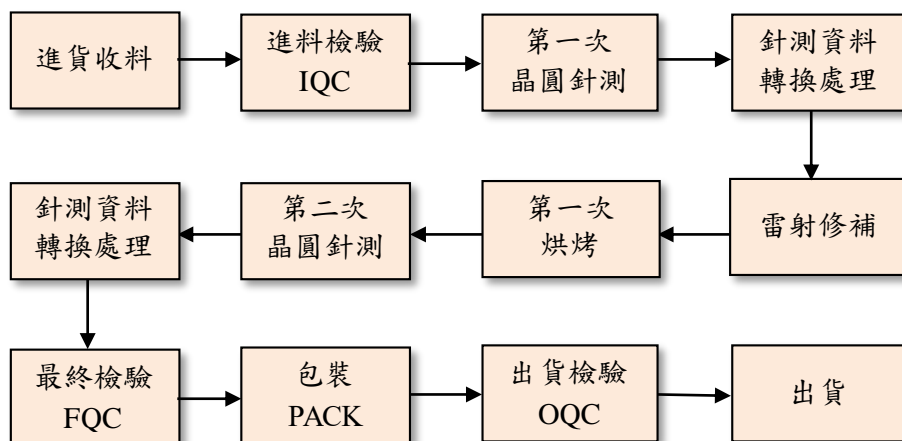 進貨收料
進料檢驗
IQC
第一次
晶圓針測
針測資料
轉換處理
雷射修補
第一次
烘烤
第二次
晶圓針測
針測資料
轉換處理
最終檢驗
FQC
包裝
PACK
出貨檢驗
OQC
出貨